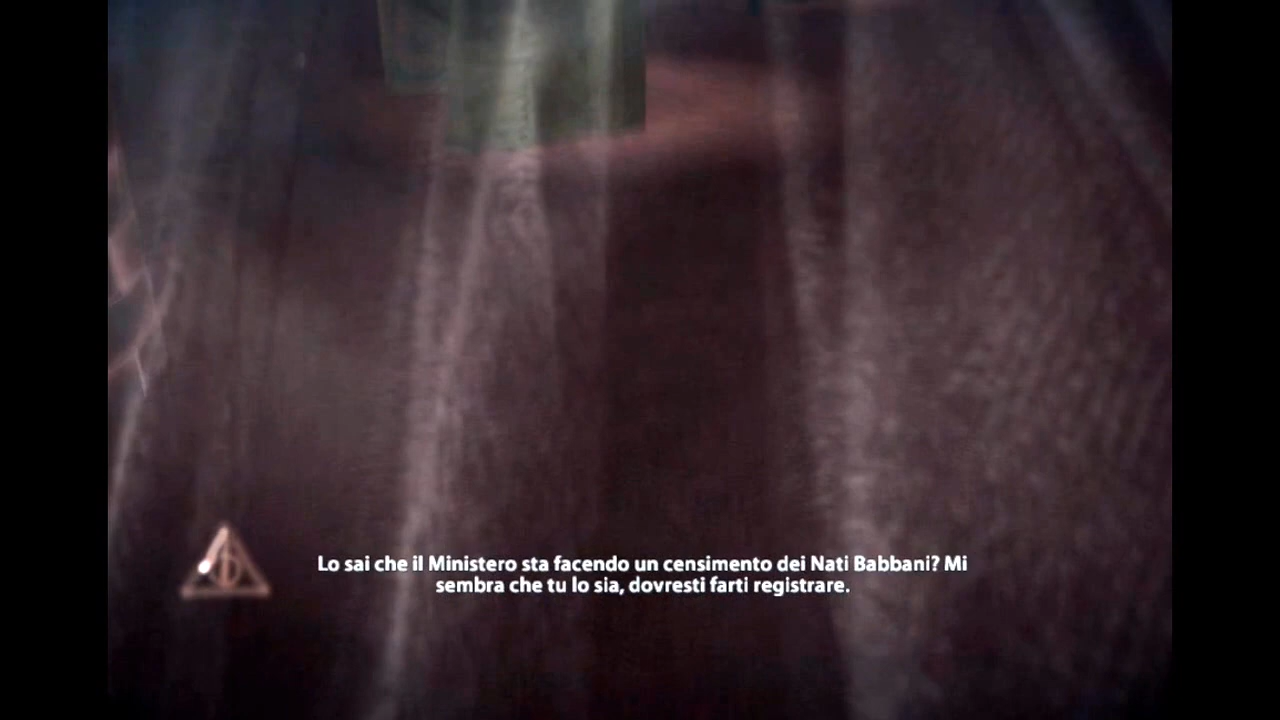 Lo sai che il Ministero sta facendo un censimento dei Nati Babbani? Mi
sembra che tu lo sia, dovresti farti registrare.